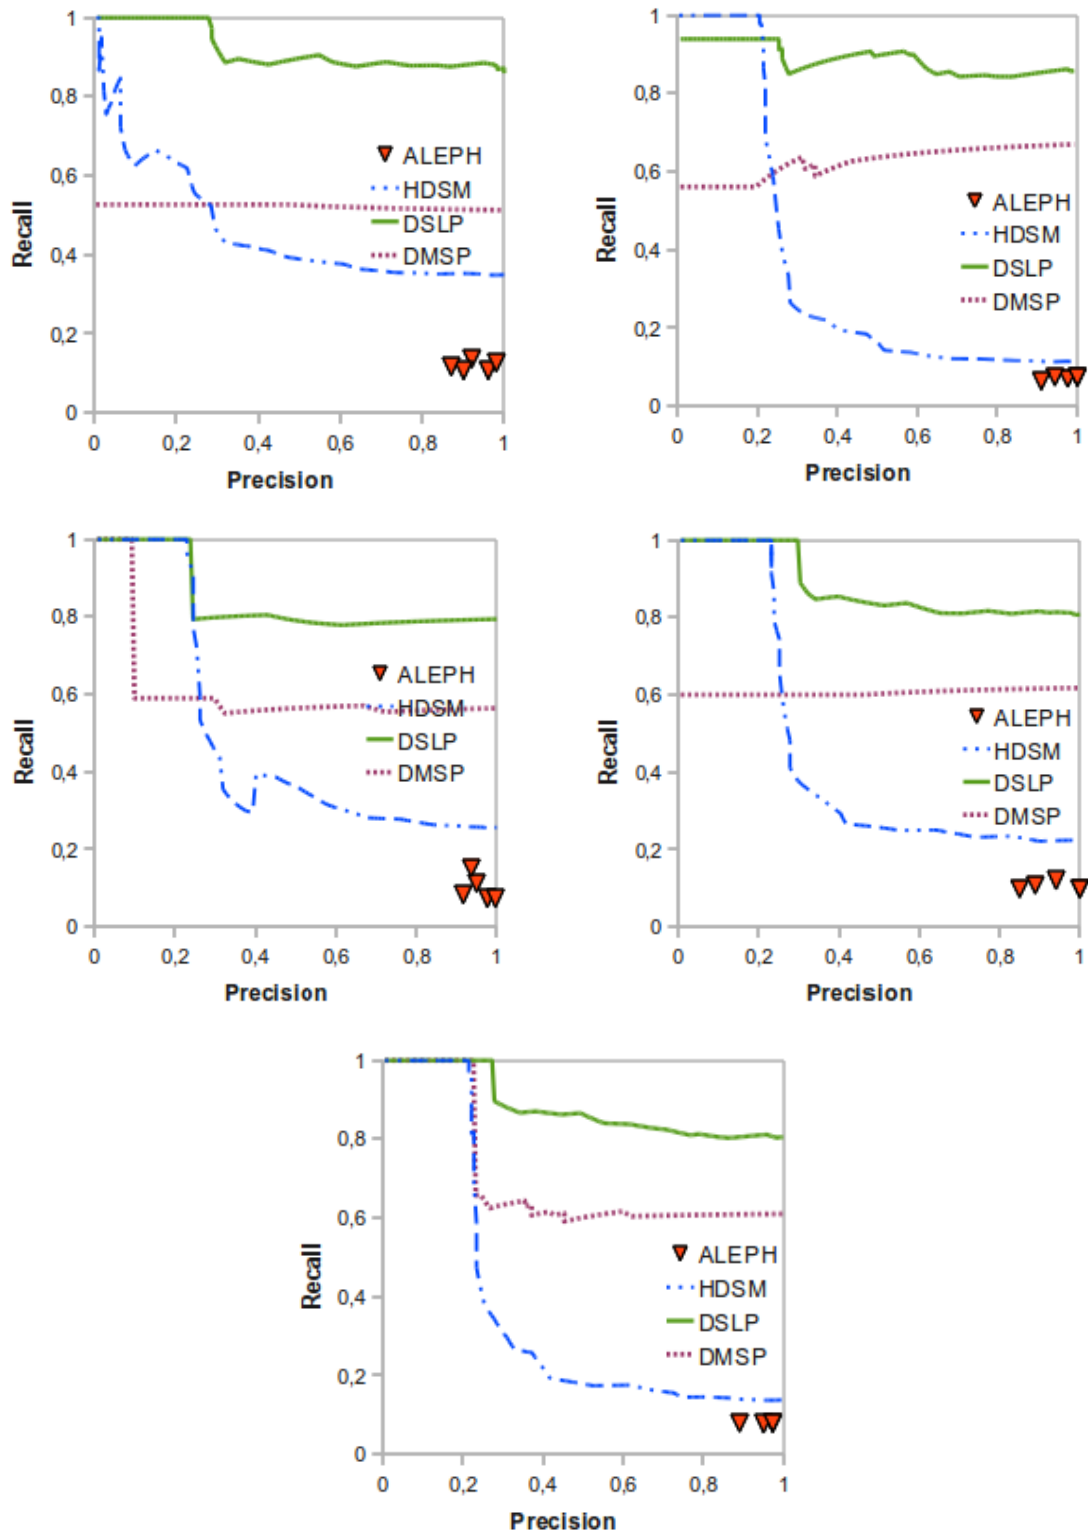 1
0,8
0,6
0,4
0,2
0
Recall
ALEPH
HDSM
DSLP
DMSP
0 0,2 0,4 0,6 0,8 1
Precision
1
0,8
0,6
0,4
0,2
0
Recall
ALEPH
HDSM
DSLP
DMSP
0 0,2 0,4 0,6 0,8 1
Precision
1
0,8
0,6
0,4
0,2
0
Recall
ALEPH
HDSM
DSLP
DMSP
0 0,2 0,4 0,6 0,8 1
Precision
1
0,8
0,6
0,4
0,2
0
Recall
ALEPH
HDSM
DSLP
DMSP
0 0,2 0,4 0,6 0,8 1
Precision
1
0,8
0,6
0,4
0,2
0
Recall
ALEPH
HDSM
DSLP
DMSP
0 0,2 0,4 0,6 0,8 1
Precision